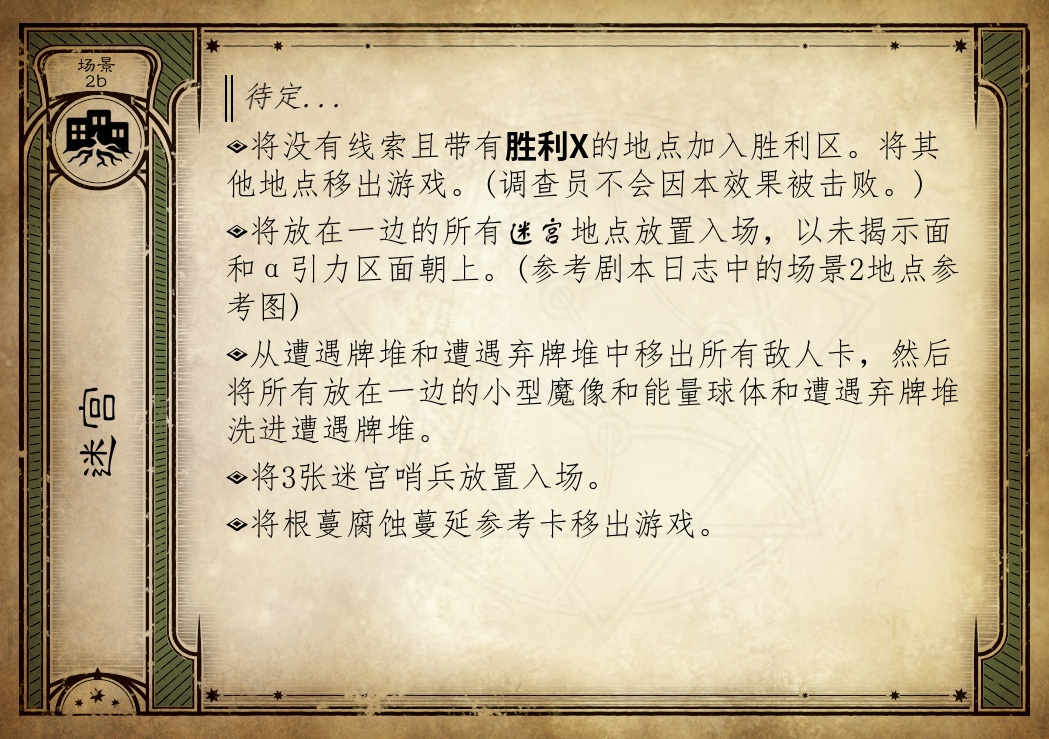 场景
2b
迷宫
待定...
将没有线索且带有胜利X的地点加入胜利区。将其
他地点移出游戏。(调查员不会因本效果被击败。)
将放在一边的所有迷宫地点放置入场，以未揭示面
和α引力区面朝上。(参考剧本日志中的场景2地点参
考图)
从遭遇牌堆和遭遇弃牌堆中移出所有敌人卡，然后
将所有放在一边的小型魔像和能量球体和遭遇弃牌堆
洗进遭遇牌堆。
将3张迷宫哨兵放置入场。
将根蔓腐蚀蔓延参考卡移出游戏。